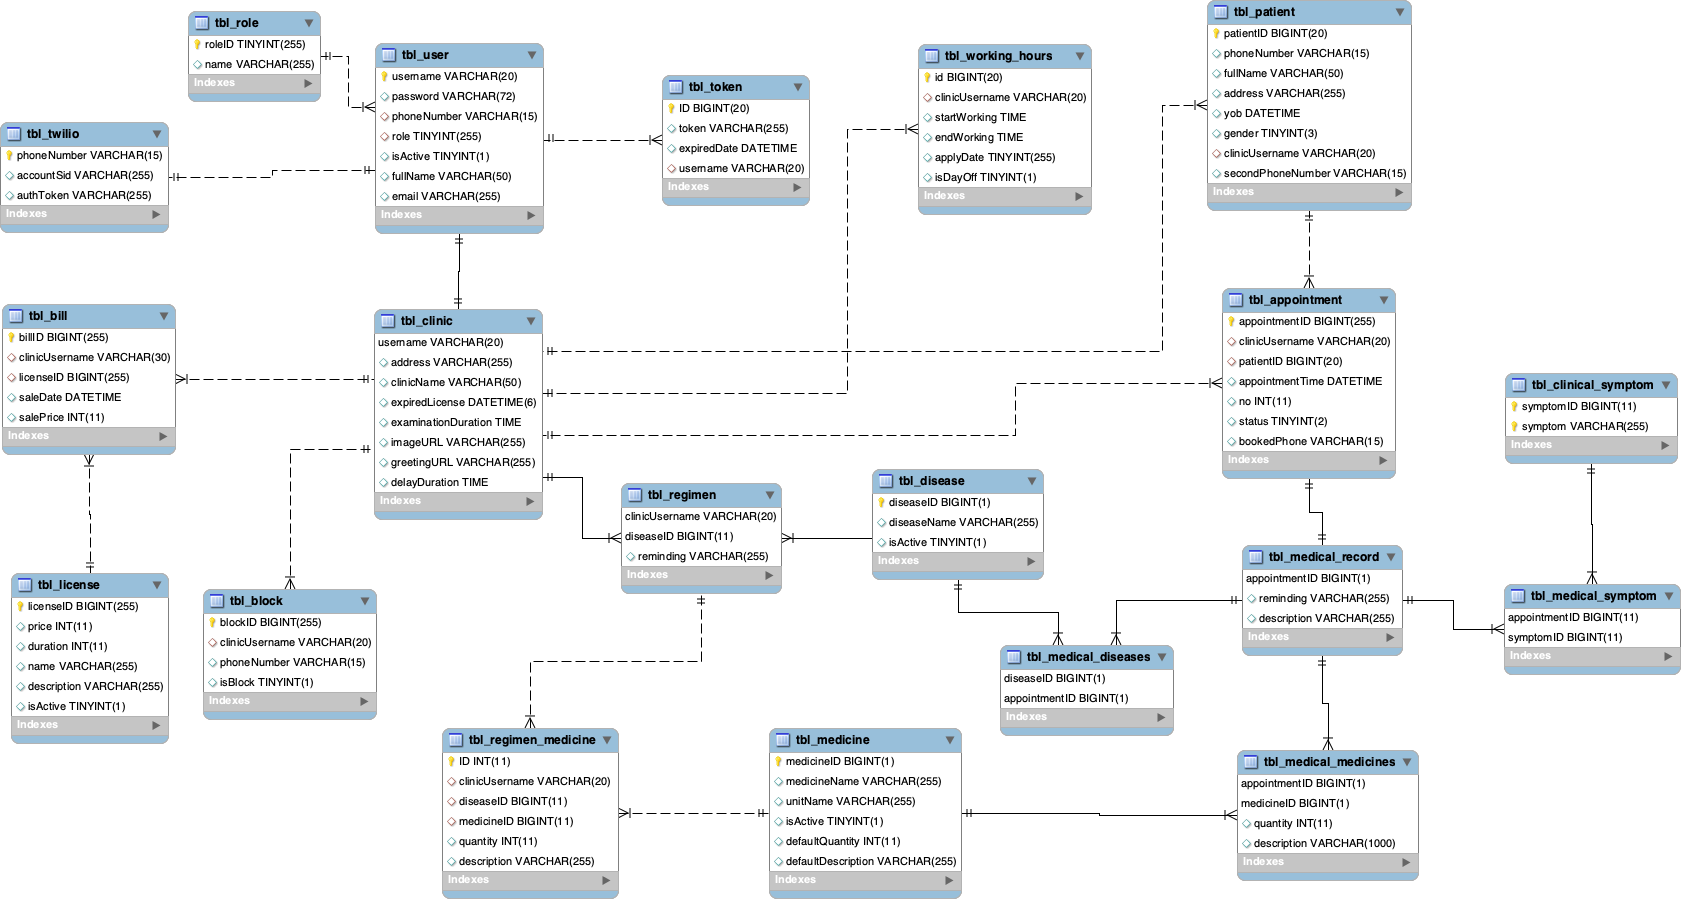 tbl_role
roleID TINYINT(255)
name VARCHAR(255)
Indexes
tbl_user
username VARCHAR(20)
password VARCHAR(72)
phoneNumber VARCHAR(15)
role TINYINT(255)
isActive TINYINT(1)
fullName VARCHAR(50)
email VARCHAR(255)
Indexes
tbl_token
ID BIGINT(20)
token VARCHAR(255)
expiredDate DATETIME
username VARCHAR(20)
Indexes
tbl_working_hours
id BIGINT(20)
clinicUsername VARCHAR(20)
startWorking TIME
endWorking TIME
applyDate TINYINT(255)
isDayOff TINYINT(1)
Indexes
tbl_patient
patientID BIGINT(20)
phoneNumber VARCHAR(15)
fullName VARCHAR(50)
address VARCHAR(255)
yob DATETIME
gender TINYINT(3)
clinicUsername VARCHAR(20)
secondPhoneNumber VARCHAR(15)
Indexes
tbl_twilio
phoneNumber VARCHAR(15)
accountSid VARCHAR(255)
authToken VARCHAR(255)
Indexes
tbl_bill
billID BIGINT(255)
clinicUsername VARCHAR(30)
licenseID BIGINT(255)
saleDate DATETIME
salePrice INT(11)
Indexes
tbl_clinic
username VARCHAR(20)
address VARCHAR(255)
clinicName VARCHAR(50)
expiredLicense DATETIME(6)
examinationDuration TIME
imageURL VARCHAR(255)
greetingURL VARCHAR(255)
delayDuration TIME
Indexes
tbl_appointment
appointmentID BIGINT(255)
clinicUsername VARCHAR(20)
patientID BIGINT(20)
appointmentTime DATETIME
no INT(11)
status TINYINT(2)
bookedPhone VARCHAR(15)
Indexes
tbl_clinical_symptom
symptomID BIGINT(11)
symptom VARCHAR(255)
Indexes
tbl_regimen
clinicUsername VARCHAR(20)
diseaseID BIGINT(11)
reminding VARCHAR(255)
Indexes
tbl_disease
diseaseID BIGINT(1)
diseaseName VARCHAR(255)
isActive TINYINT(1)
Indexes
tbl_license
licenseID BIGINT(255)
price INT(11)
duration INT(11)
name VARCHAR(255)
description VARCHAR(255)
isActive TINYINT(1)
Indexes
tbl_block
blockID BIGINT(255)
clinicUsername VARCHAR(20)
phoneNumber VARCHAR(15)
isBlock TINYINT(1)
Indexes
tbl_medical_record
appointmentID BIGINT(1)
reminding VARCHAR(255)
description VARCHAR(255)
Indexes
tbl_medical_symptom
appointmentID BIGINT(11)
symptomID BIGINT(11)
Indexes
tbl_medical_diseases
diseaseID BIGINT(1)
appointmentID BIGINT(1)
Indexes
tbl_regimen_medicine
ID INT(11)
clinicUsername VARCHAR(20)
diseaseID BIGINT(11)
medicineID BIGINT(11)
quantity INT(11)
description VARCHAR(255)
Indexes
tbl_medicine
medicineID BIGINT(1)
medicineName VARCHAR(255)
unitName VARCHAR(255)
isActive TINYINT(1)
defaultQuantity INT(11)
defaultDescription VARCHAR(255)
Indexes
tbl_medical_medicines
appointmentID BIGINT(1)
medicineID BIGINT(1)
quantity INT(11)
description VARCHAR(1000)
Indexes